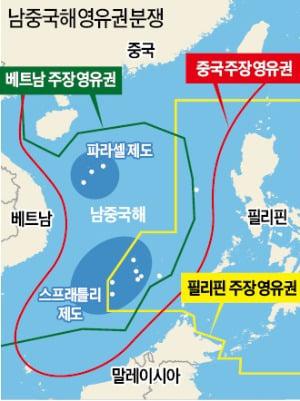 남중국해영유권분쟁
중국
베트남 주장 영유권
중국 주장 영유권
파라셀 제도
베트남
남중국해
필리핀
스프래틀리
제도
필리핀 주장 영유권
말레이시아